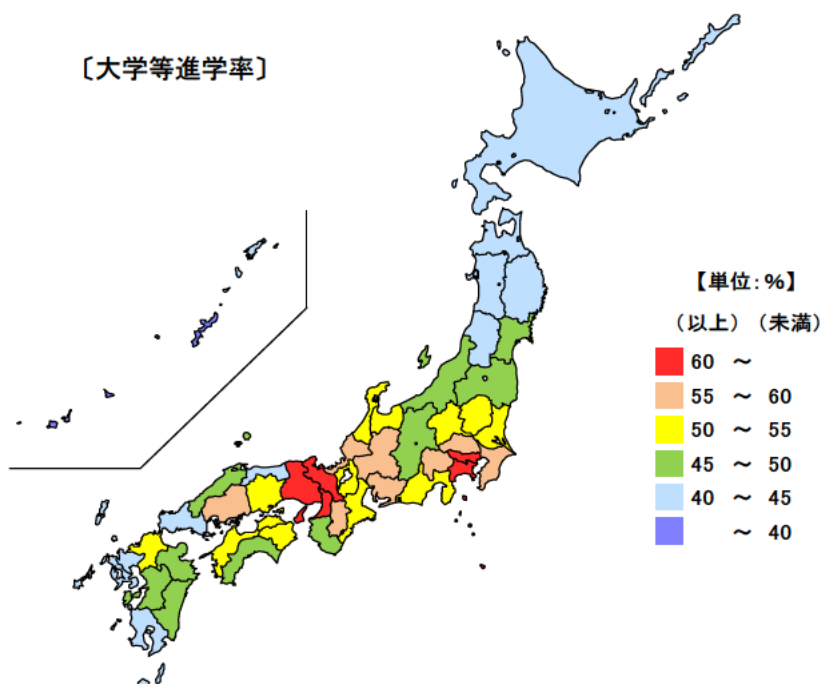 〔大学等進学率〕
【単位:%】
(以上)(未満)
60 ～
55 ～ 60
50 ～ 55
45 ～ 50
40 ～ 45
～ 40